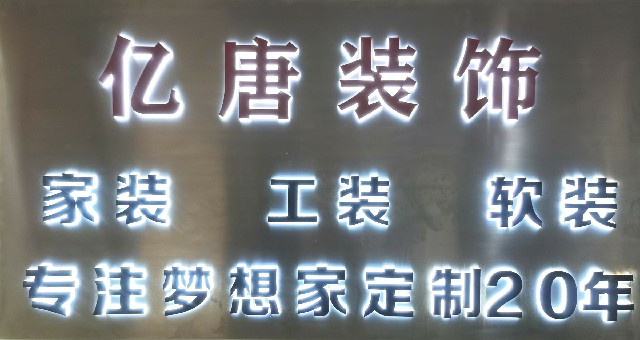 亿唐装饰
家装 工装 软装
专注梦想家定制20年